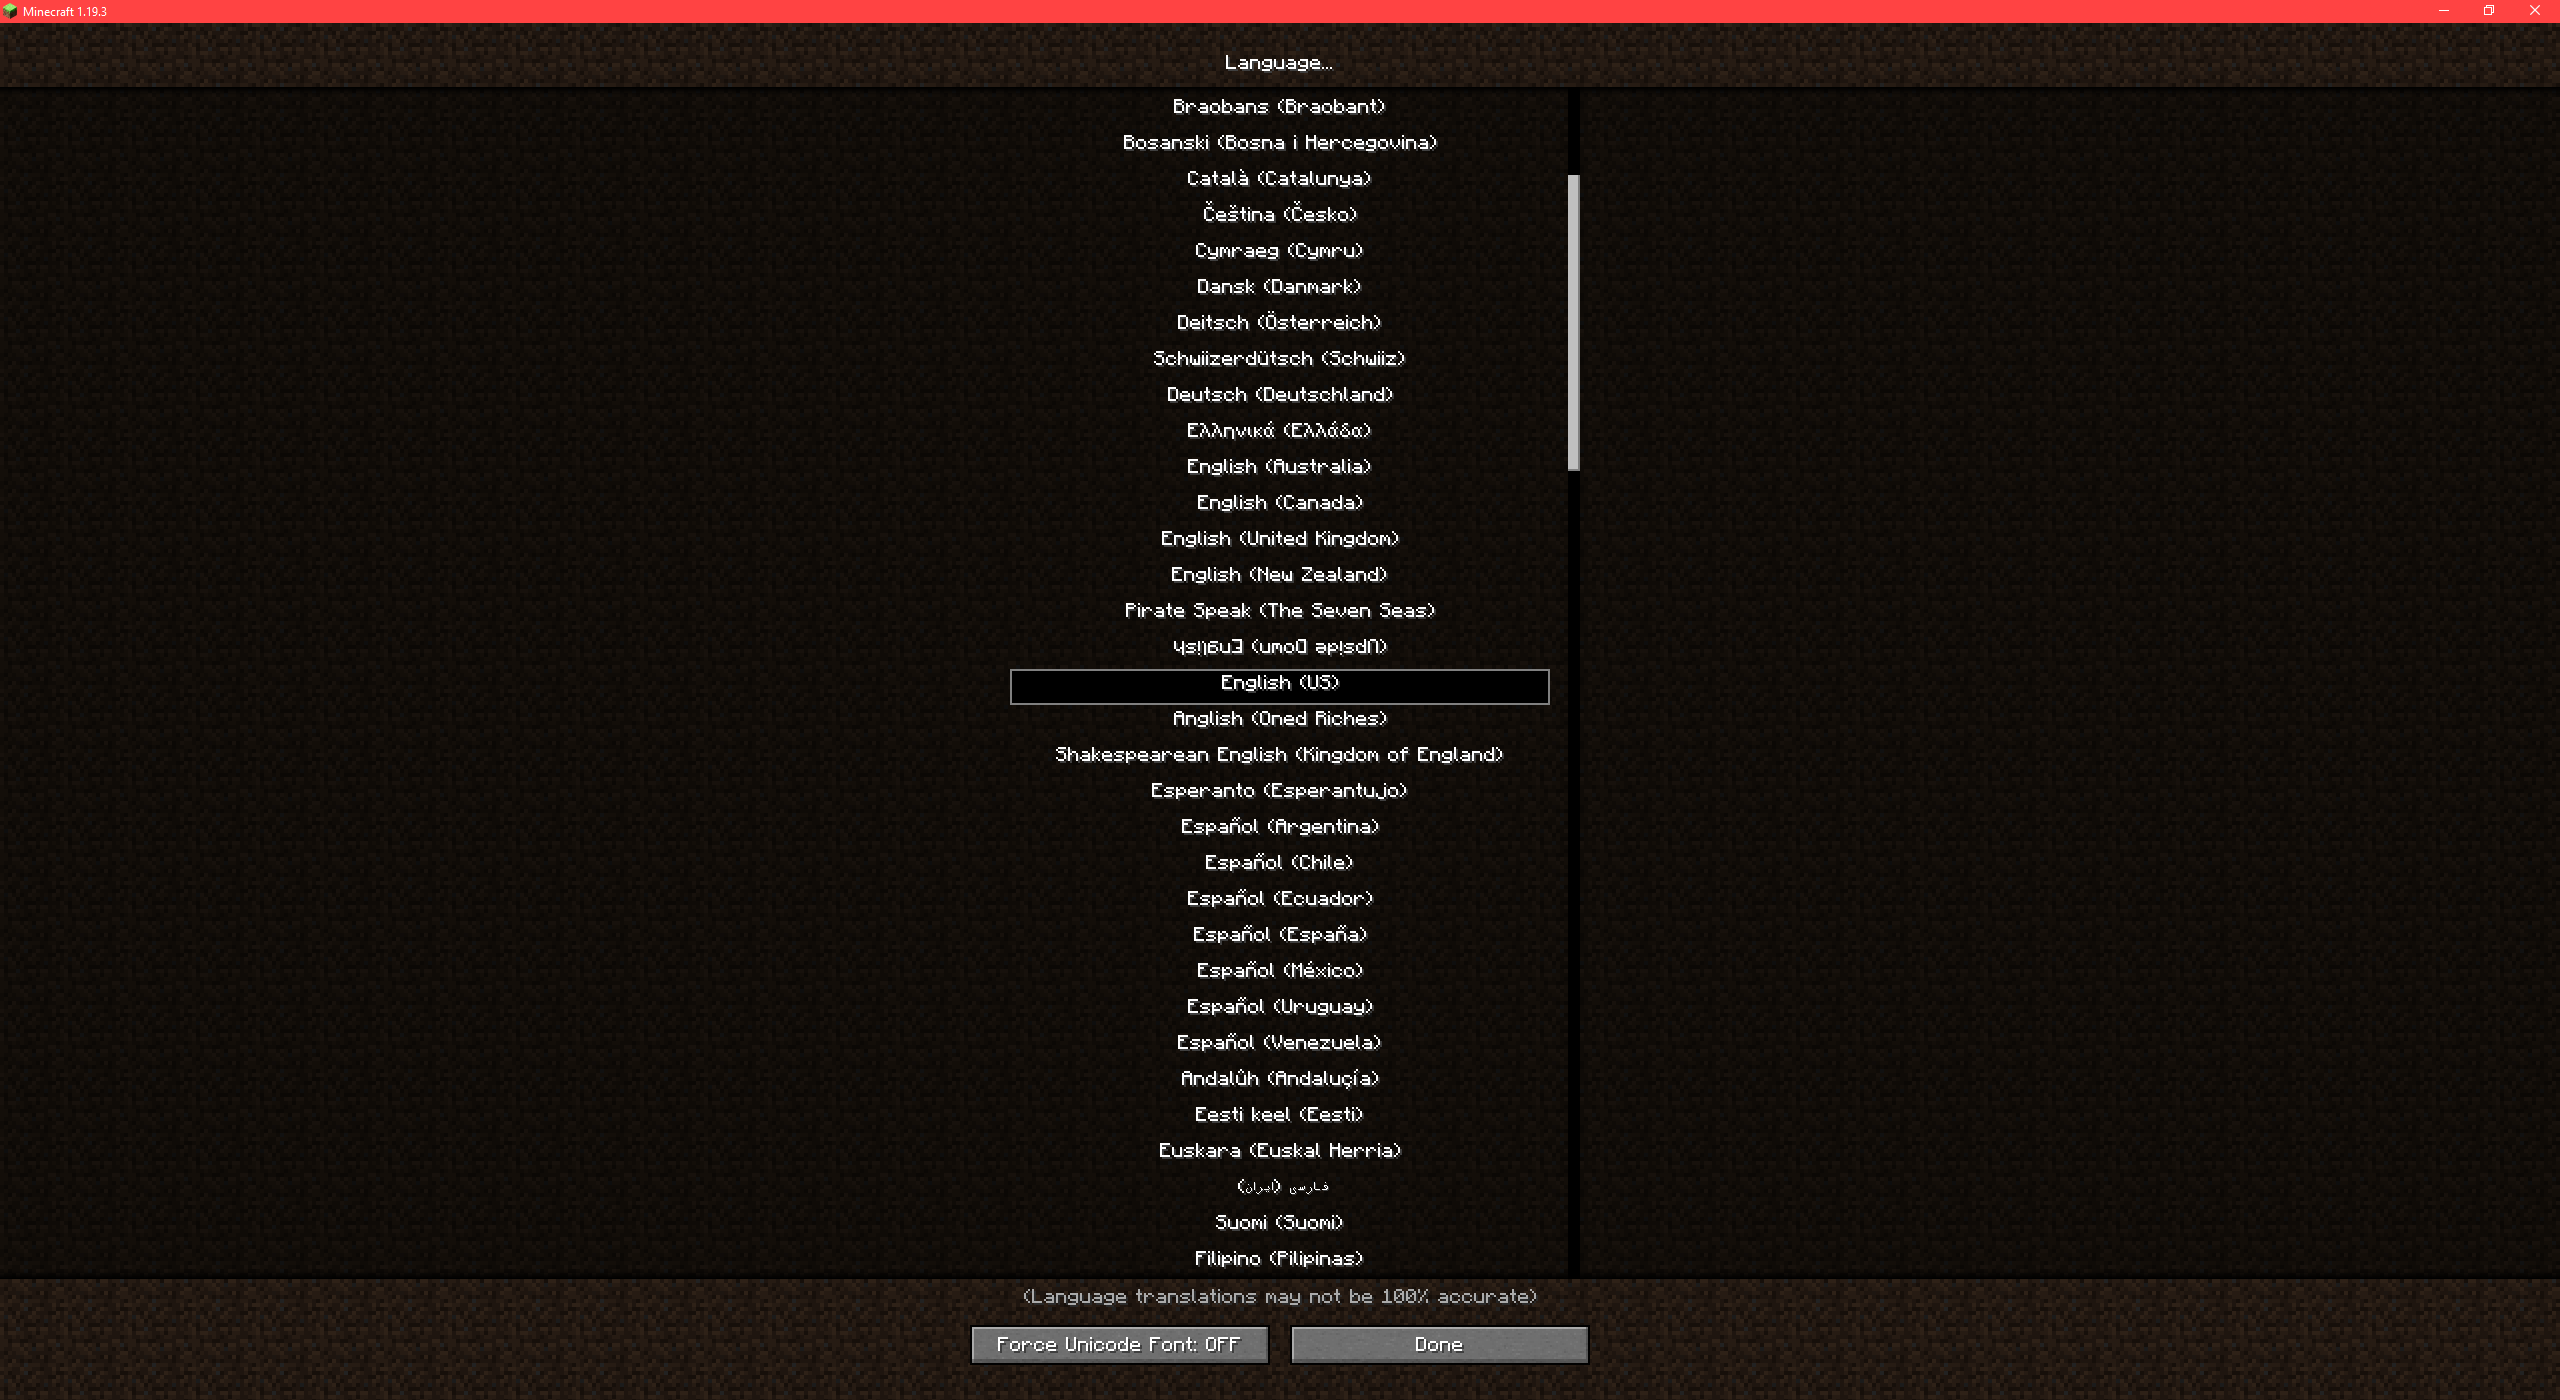 Minecraft 1.19.3
Language...
Braobans (Braobant)
Bosanski (Bosna i Hercegovina)
Català (Catalunya)
Čeština (Česko)
Cymraeg (Cymru)
Dansk (Danmark)
Deitsch (Österreich)
Schwiizerdütsch (Schwiiz)
Deutsch (Deutschland)
Ελληνικά (Ελλάδα)
English (Australia)
English (Canada)
English (United Kingdom)
English (New Zealand)
Pirate Speak (The Seven Seas)
ɥsᴉꞁᵷuƎ (uʍoᗡ ǝpᴉsdՈ)
English (US)
Anglish (Oned Riches)
Shakespearean English (Kingdom of England)
Esperanto (Esperantujo)
Español (Argentina)
Español (Chile)
Español (Ecuador)
Español (España)
Español (México)
Español (Uruguay)
Español (Venezuela)
Andalûh (Andaluçía)
Eesti keel (Eesti)
Euskara (Euskal Herria)
فارسی (ایران)
Suomi (Suomi)
Filipino (Pilipinas)
(Language translations may not be 100% accurate)
Force Unicode Font: OFF
Done